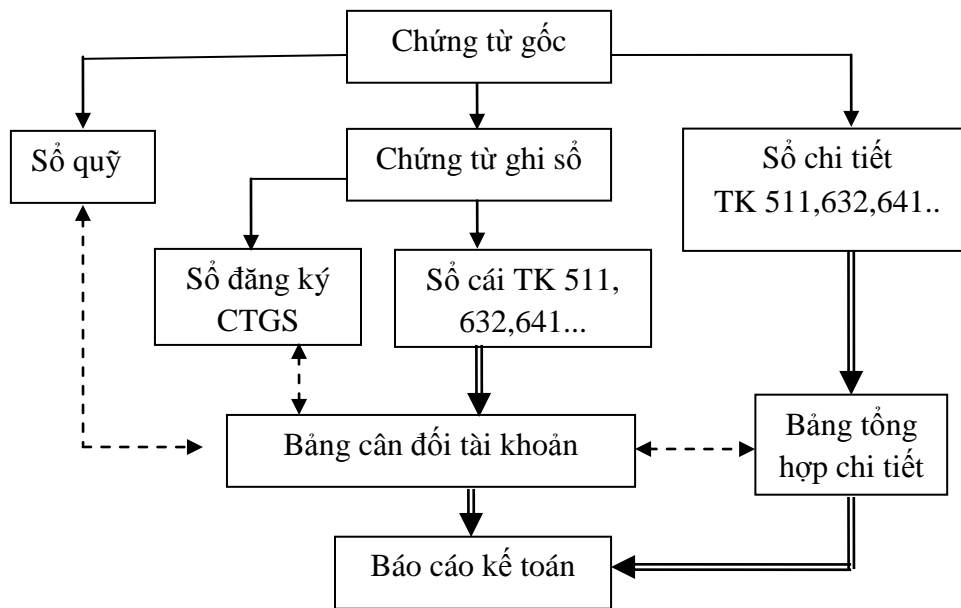 Chứng từ gốc
Sổ quỹ
Chứng từ ghi sổ
Sổ chi tiết
TK 511,632,641..
Sổ đăng ký
CTGS
Sổ cái TK 511,
632,641...
Bảng cân đối tài khoản
Bảng tổng
hợp chi tiết
Báo cáo kế toán